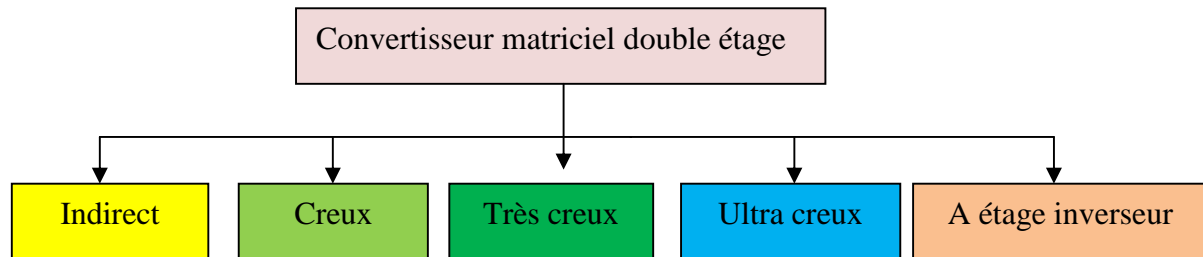 Convertisseur matriciel double étage
Indirect
Creux
Très creux
Ultra creux
A étage inverseur